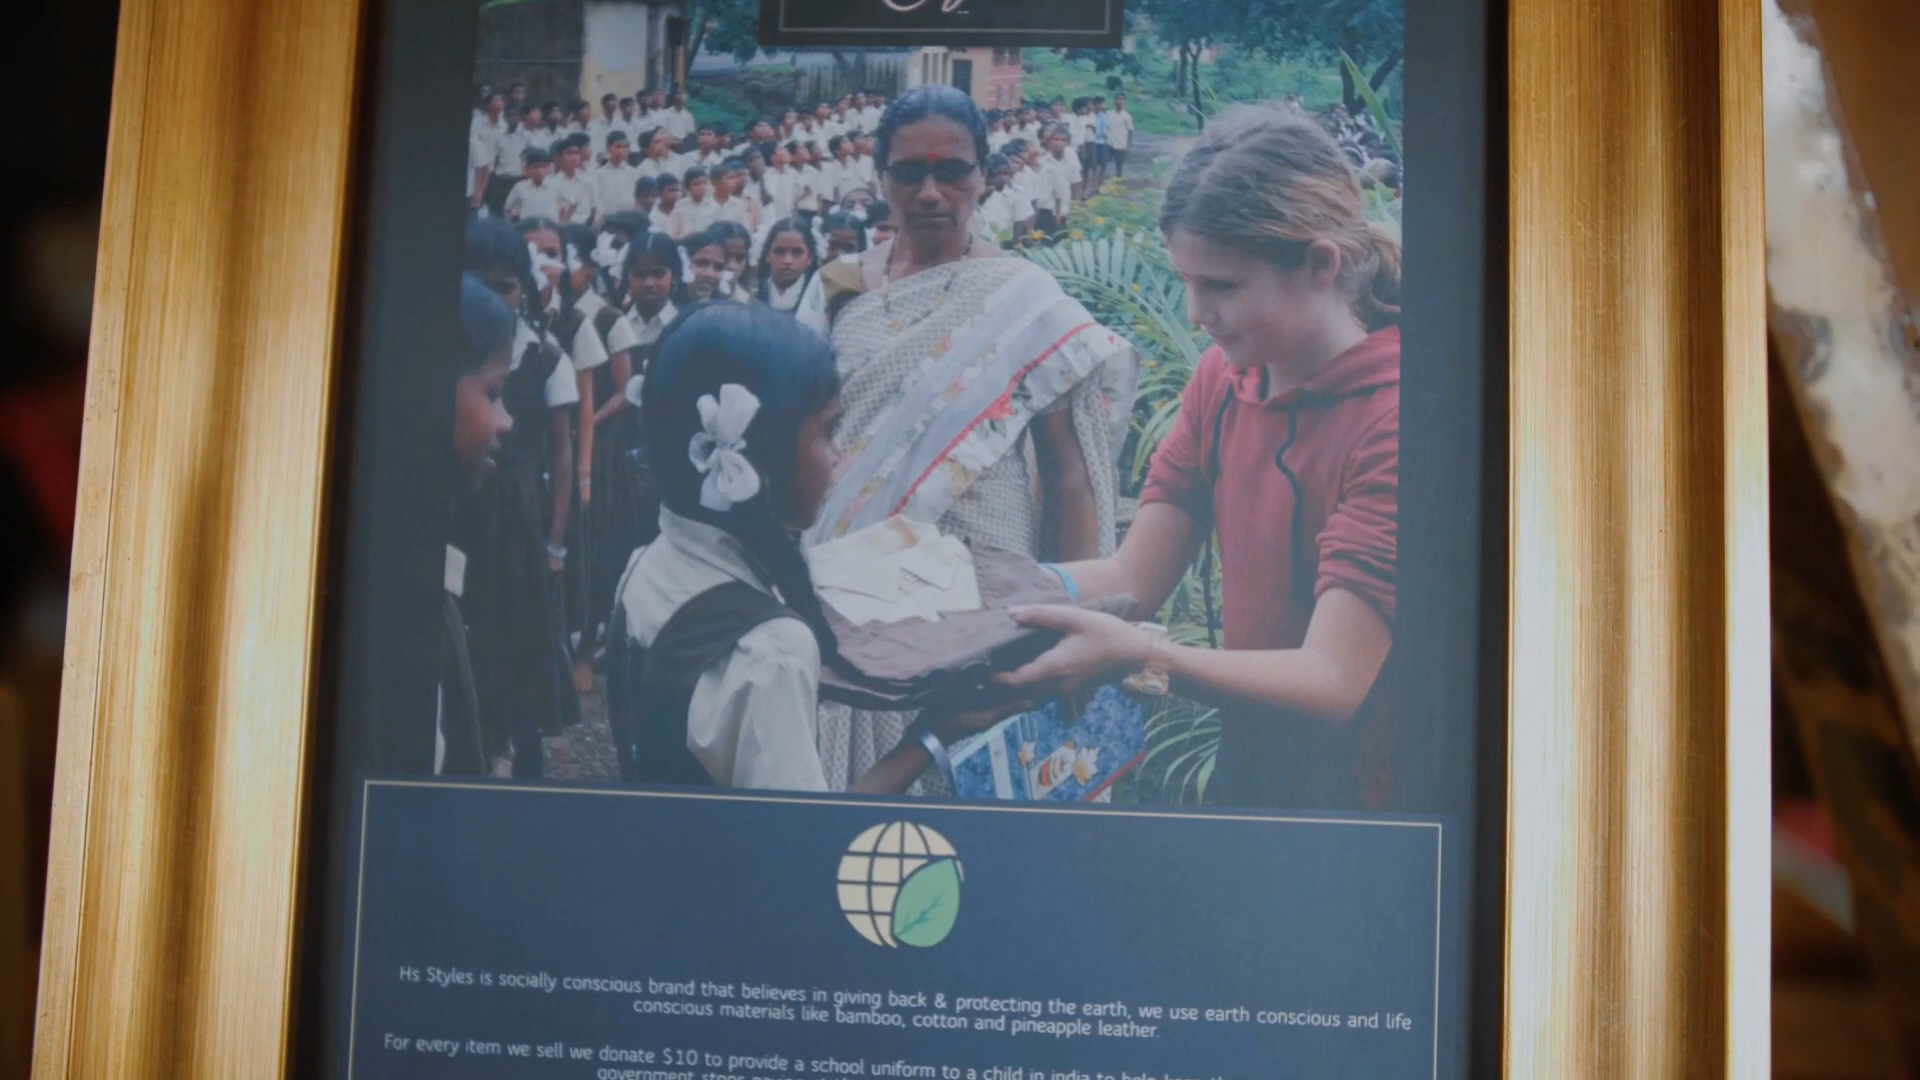 Hs Styles is socially conscious brand that believes in giving back & protecting the earth, we use earth conscious and life
conscious materials like bamboo, cotton and pineapple leather.
For every item we sell we donate $10 to provide a school uniform to a child in india to help
government stops